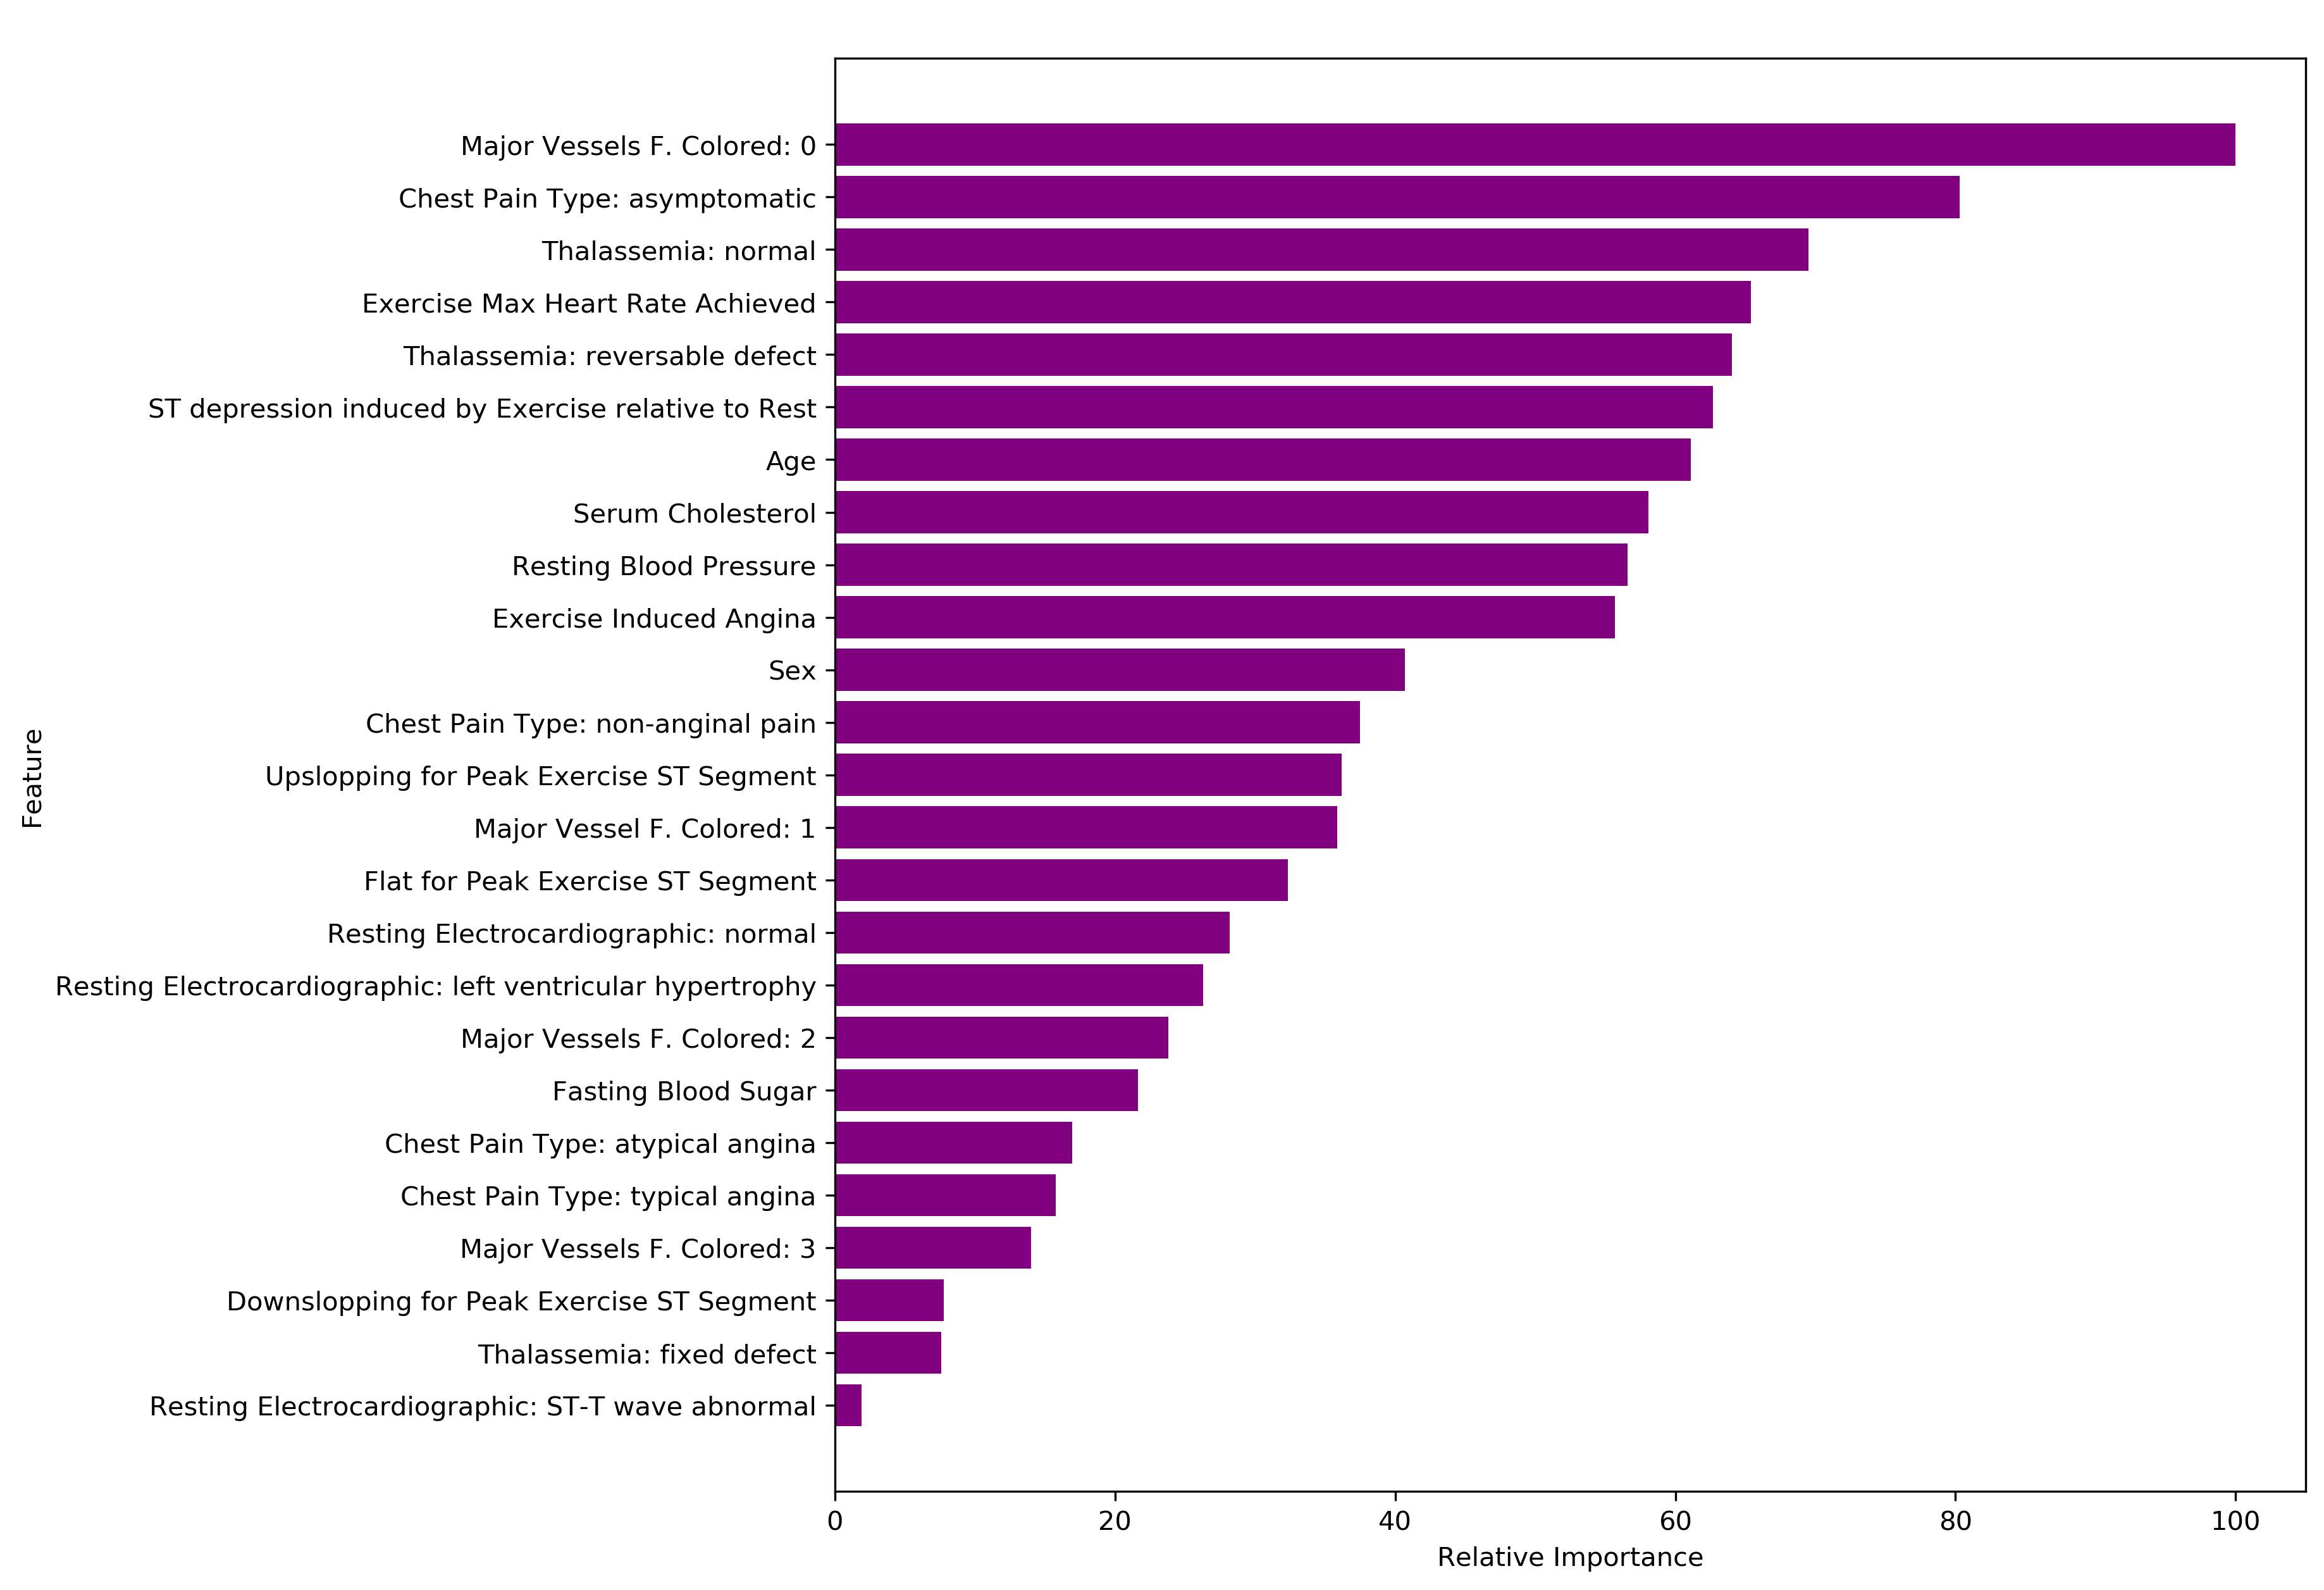 Major Vessels F. Colored: 0
Chest Pain Type: asymptomatic
Thalassemia: normal
Exercise Max Heart Rate Achieved
Thalassemia: reversable defect
ST depression induced by Exercise relative to Rest
Age
Serum Cholesterol
Resting Blood Pressure
Exercise Induced Angina
Sex
Chest Pain Type: non-anginal pain
Upslopping for Peak Exercise ST Segment
Major Vessel F. Colored: 1
Flat for Peak Exercise ST Segment
Resting Electrocardiographic: normal
Resting Electrocardiographic: left ventricular hypertrophy
Major Vessels F. Colored: 2
Fasting Blood Sugar
Chest Pain Type: atypical angina
Chest Pain Type: typical angina
Major Vessels F. Colored: 3
Downslopping for Peak Exercise ST Segment
Thalassemia: fixed defect
Resting Electrocardiographic: ST-T wave abnormal
Feature
0 20 40 60 80 100
Relative Importance